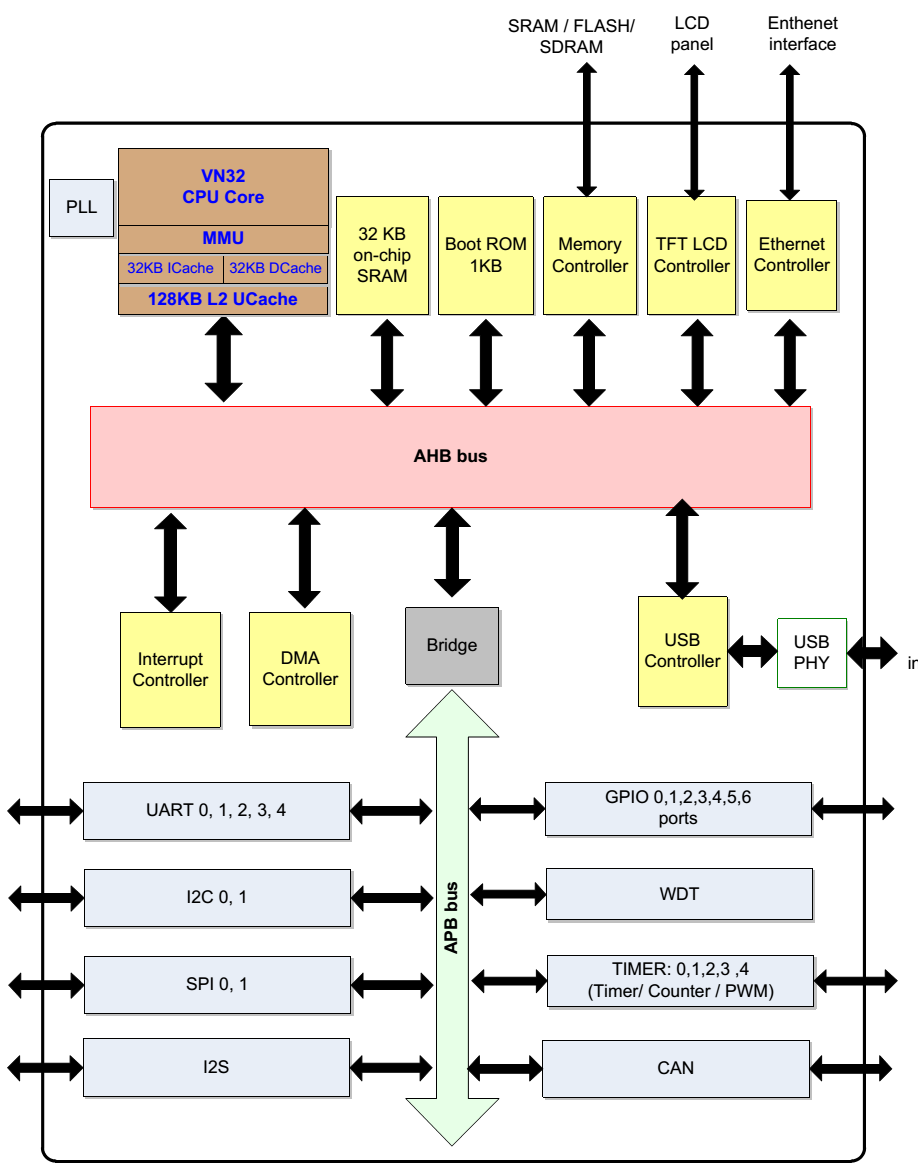 SRAM / FLASH/
SDRAM
LCD
panel
Enthenet
interface
PLL
VN32
CPU Core
MMU
32KB ICache
32KB DCache
128KB L2 UCache
32 KB
on-chip
SRAM
Boot ROM
1KB
Memory
Controller
TFT LCD
Controller
Ethernet
Controller
AHB bus
Interrupt
Controller
DMA
Controller
Bridge
USB
Controller
USB
PHY
in
UART 0, 1, 2, 3, 4
GPIO 0,1,2,3,4,5,6
ports
I2C 0, 1
WDT
APB bus
SPI 0, 1
TIMER: 0,1,2,3 ,4
(Timer/ Counter / PWM)
I2S
CAN